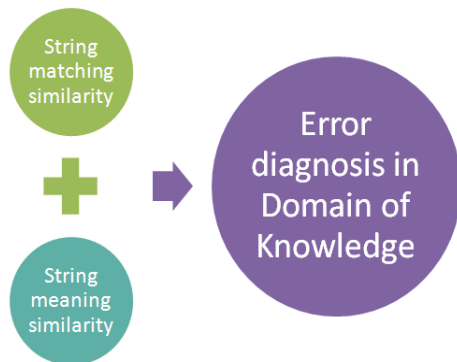 String
matching
similarity
String
meaning
similarity
Error
diagnosis in
Domain of
Knowledge